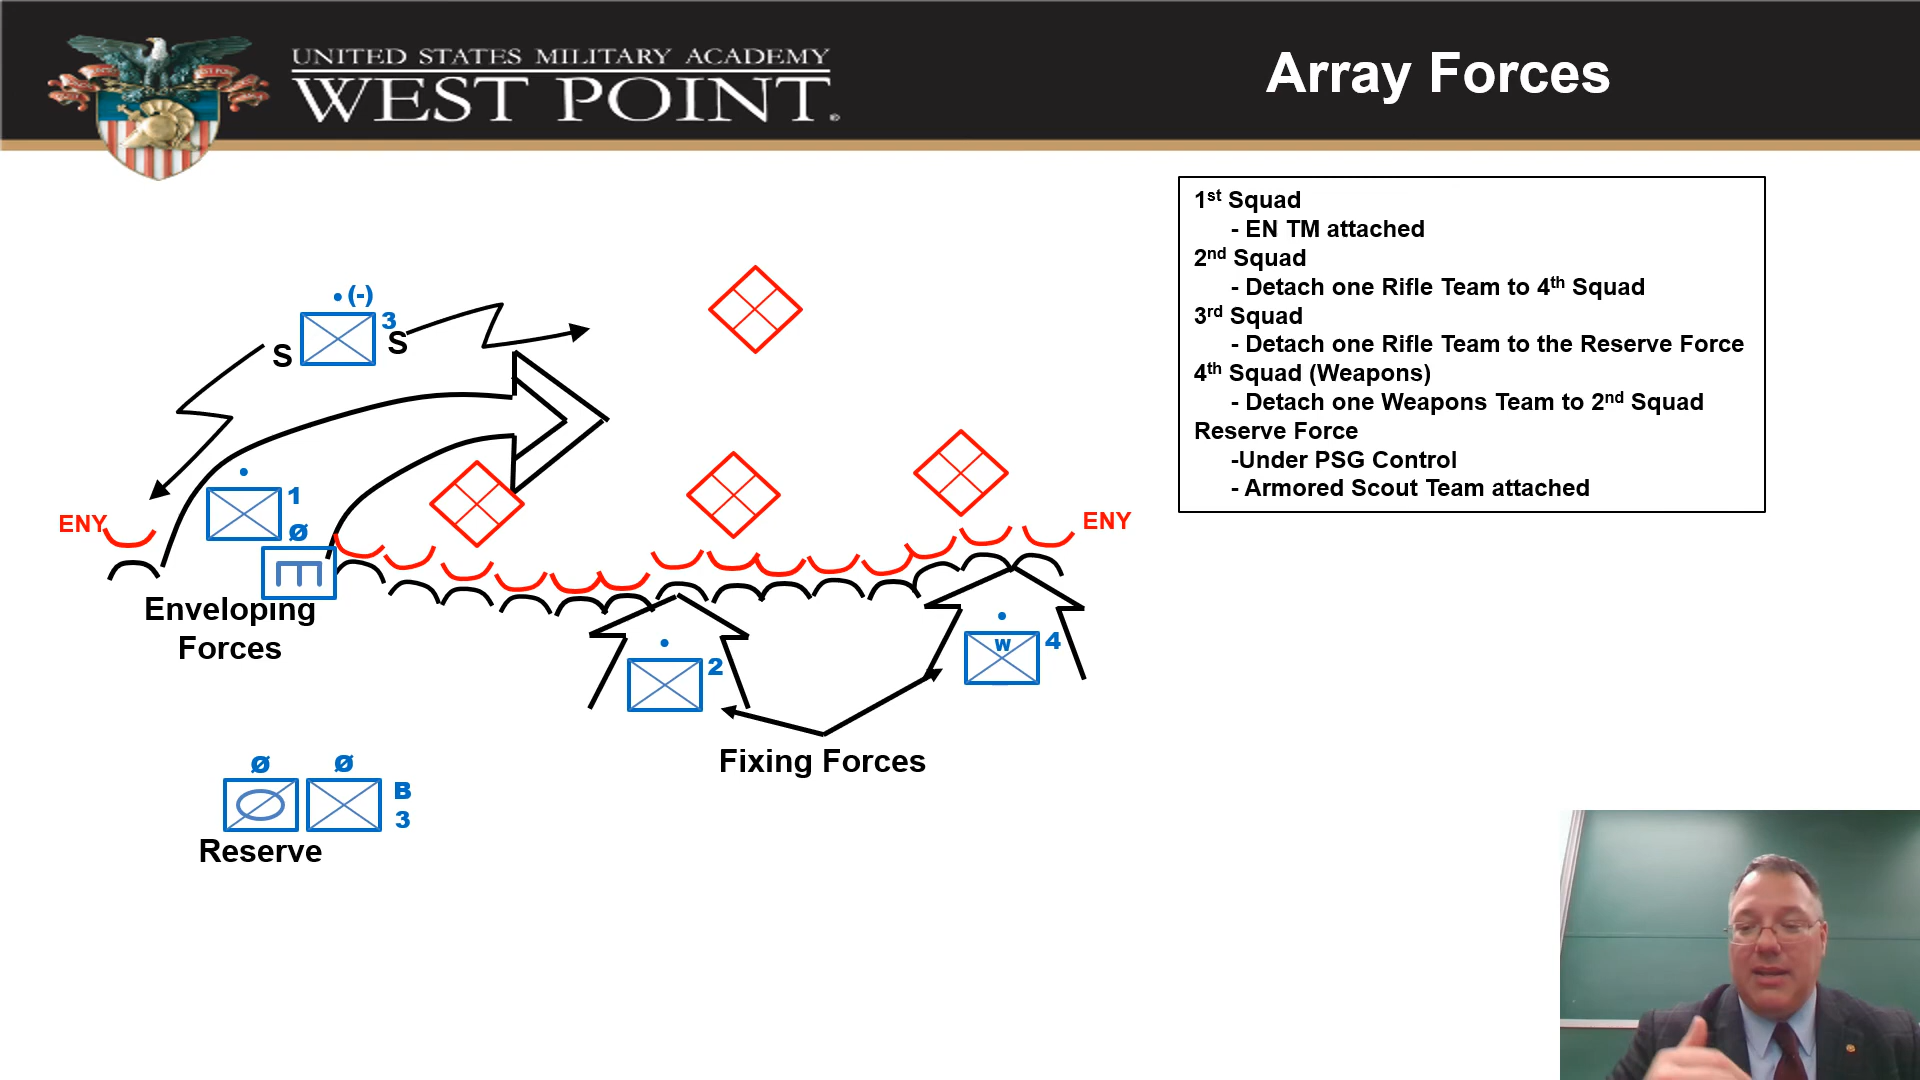 UNITED STATES MILITARY ACADEMY
WEST POINT.
Array Forces
1st Squad
- EN TM attached
2nd Squad
- Detach one Rifle Team to 4th Squad
3rd Squad
- Detach one Rifle Team to the Reserve Force
4th Squad (Weapons)
- Detach one Weapons Team to 2nd Squad
Reserve Force
-Under PSG Control
- Armored Scout Team attached
(-)
3
S
S
1
Ø
ENY
ENY
Enveloping
Forces
2
W
4
Fixing Forces
Ø
Ø
B
3
Reserve